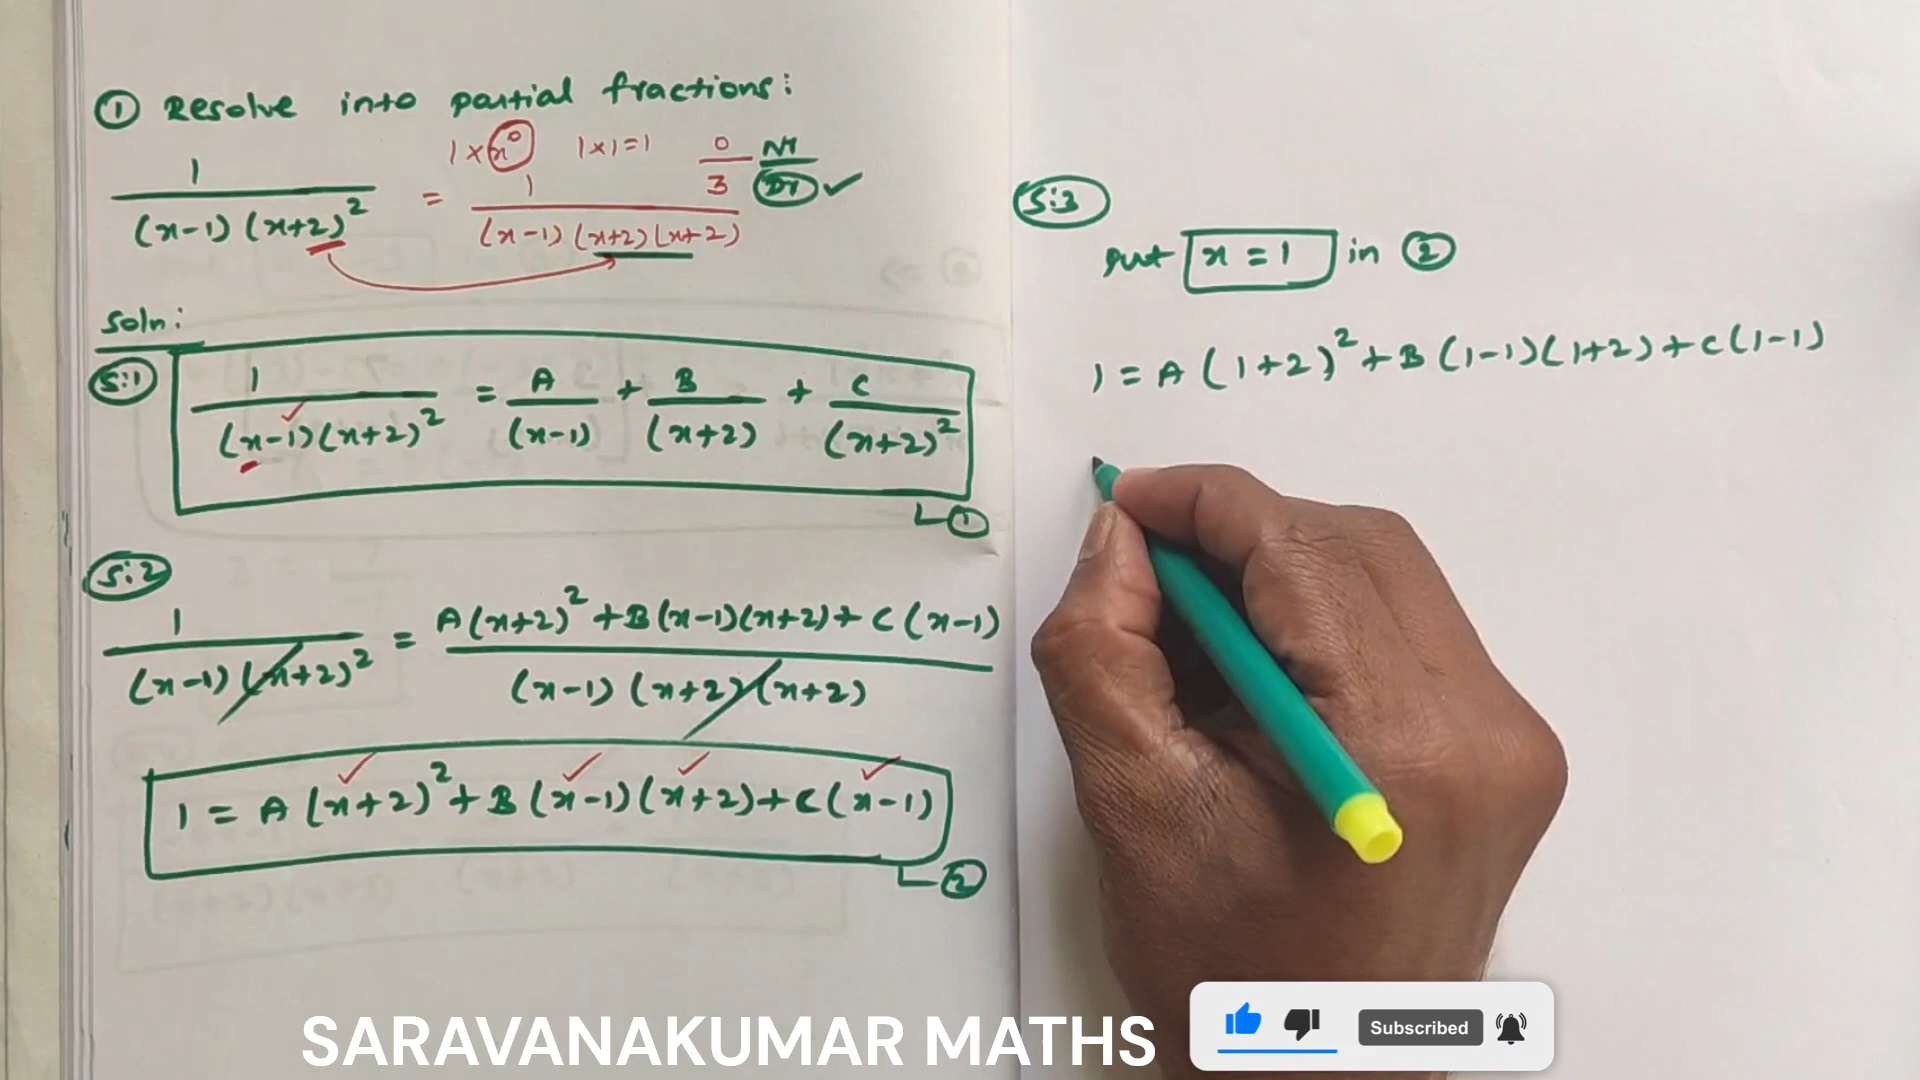 ① Resolve into partial fractions:
1 / (x-1) (x+2)² = 1 / (x-1) (x+2) (x+2)
1 × x⁰ 1×1=1 0/3 Nr/Dr ✓
Soln:
S:1
1 / (x-1)(x+2)² = A / (x-1) + B / (x+2) + C / (x+2)²
①
S:2
1 / (x-1) (x+2)² = A(x+2)² + B(x-1)(x+2) + C(x-1) / (x-1) (x+2) (x+2)
1 = A (x+2)² + B (x-1) (x+2) + C (x-1)
②
S:3
put x = 1 in ②
1 = A (1+2)² + B (1-1) (1+2) + C (1-1)
SARAVANAKUMAR MATHS
Subscribed